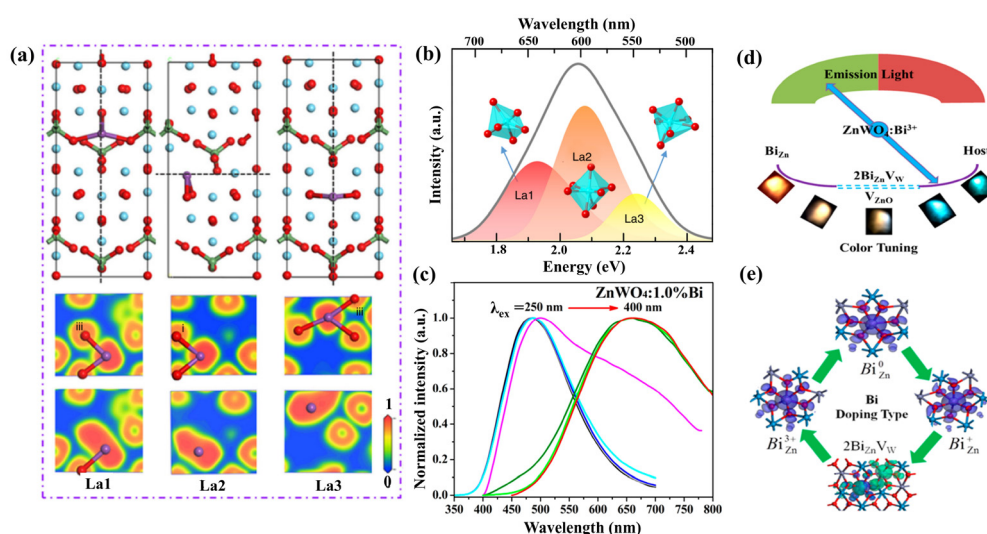 (a)
iii
i
iii
1
0
La1
La2
La3
(b)
Wavelength (nm)
700
650
600
550
500
Intensity (a.u.)
La1
La2
La3
1.8
2.0
2.2
2.4
Energy (eV)
(c)
ZnWO4:1.0%Bi
λex =250 nm → 400 nm
Normalized intensity (a.u.)
1.0
0.8
0.6
0.4
0.2
0.0
350 400 450 500 550 600 650 700 750 800
Wavelength (nm)
(d)
Emission Light
ZnWO4:Bi3+
BiZn
Host
2BiZnVW
VZnO
Color Tuning
(e)
Bi0Zn
Bi
Doping Type
Bi3+Zn
Bi+Zn
2BiZnVW